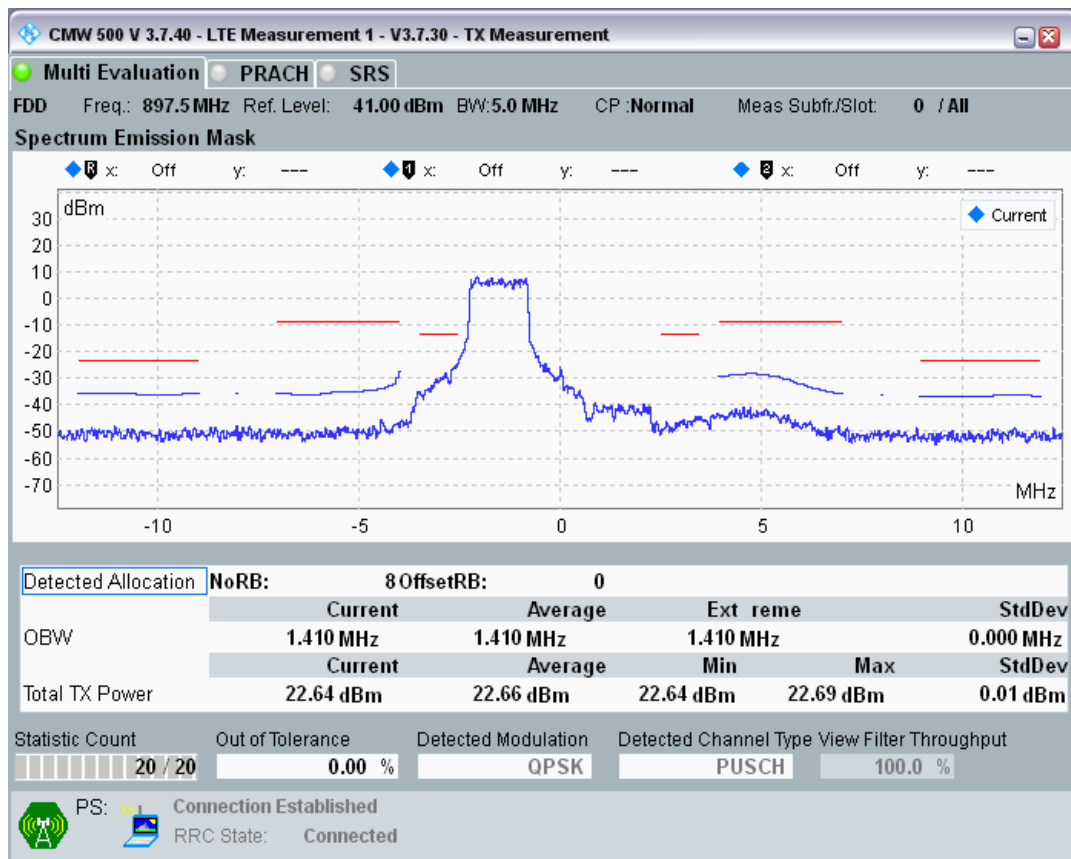 CMW 500 V 3.7.40 - LTE Measurement 1 - V3.7.30 - TX Measurement
Multi Evaluation PRACH SRS
FDD Freq.: 897.5 MHz Ref. Level: 41.00 dBm BW:5.0 MHz CP :Normal Meas Subfr./Slot: 0 / All
Spectrum Emission Mask
R x: Off y: --- 1 x: Off y: --- 2 x: Off y: ---
dBm
Current
30
20
10
0
-10
-20
-30
-40
-50
-60
-70
MHz
-10 -5 0 5 10
Detected Allocation NoRB: 8 OffsetRB: 0
Current Average Ext reme StdDev
OBW 1.410 MHz 1.410 MHz 1.410 MHz 0.000 MHz
Current Average Min Max StdDev
Total TX Power 22.64 dBm 22.66 dBm 22.64 dBm 22.69 dBm 0.01 dBm
Statistic Count Out of Tolerance Detected Modulation Detected Channel Type View Filter Throughput
20 / 20 0.00 % QPSK PUSCH 100.0 %
PS: Connection Established
RRC State: Connected